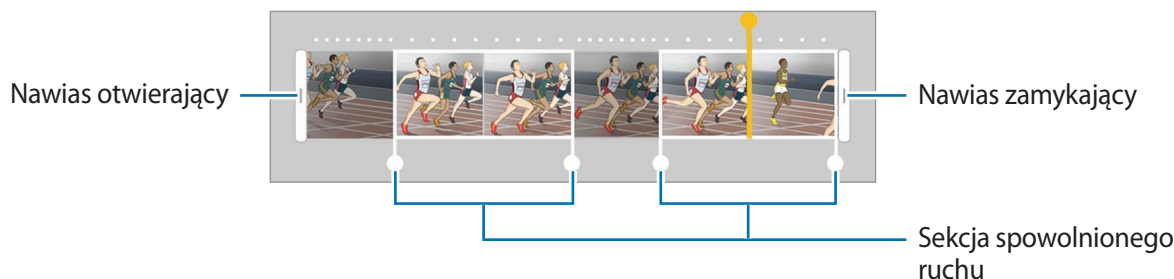 Nawias otwierający
Nawias zamykający
Sekcja spowolnionego
ruchu